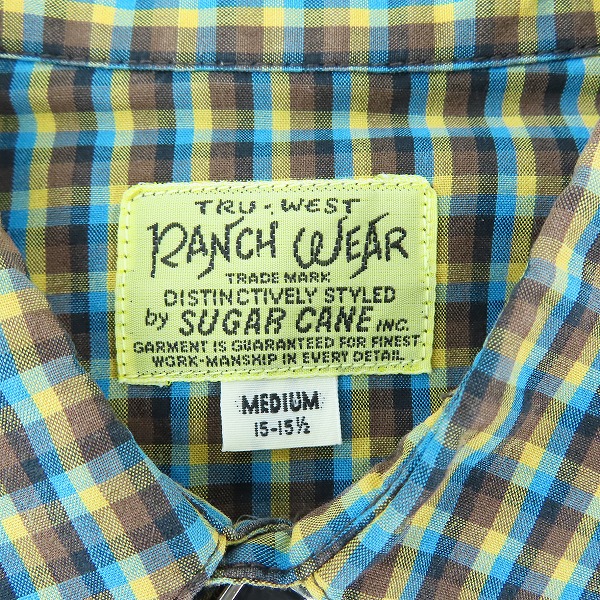 TRU-WEST
RANCH WEAR
TRADE MARK
DISTINCTIVELY STYLED
by SUGAR CANE INC.
GARMENT IS GUARANTEED FOR FINEST
WORK-MANSHIP IN EVERY DETAIL.
MEDIUM
15-15½